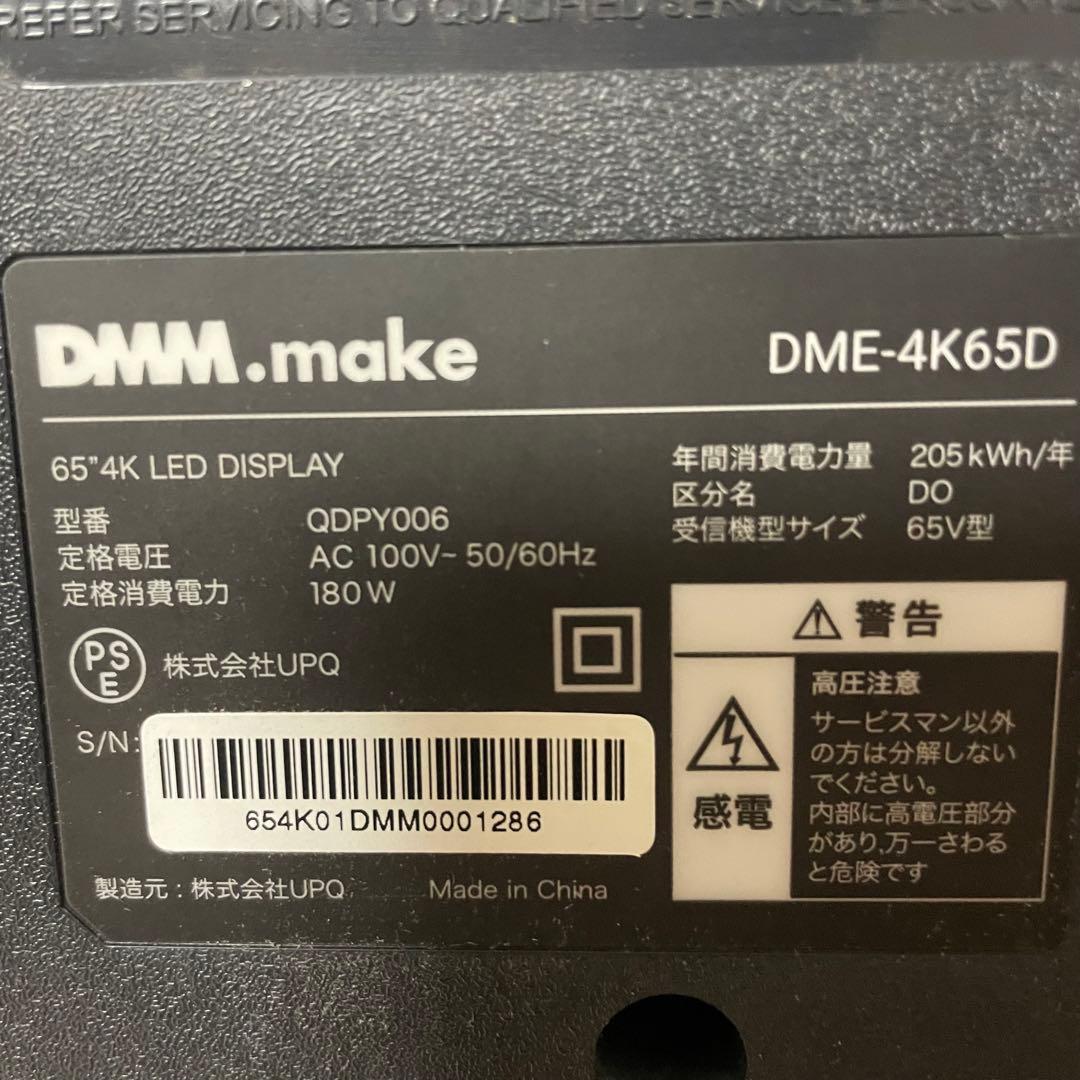 REFER SERVICING TO QUALIFIED SERVICE
DMM.make
DME-4K65D
65"4K LED DISPLAY
型番 QDPY006
定格電圧 AC 100V~ 50/60Hz
定格消費電力 180W
年間消費電力量 205kWh/年
区分名 DO
受信機型サイズ 65V型
PS
E
株式会社UPQ
S/N:
654K01DMM0001286
製造元：株式会社UPQ Made in China
警告
感電
高圧注意
サービスマン以外
の方は分解しない
でください。
内部に高電圧部分
があり,万一さわる
と危険です